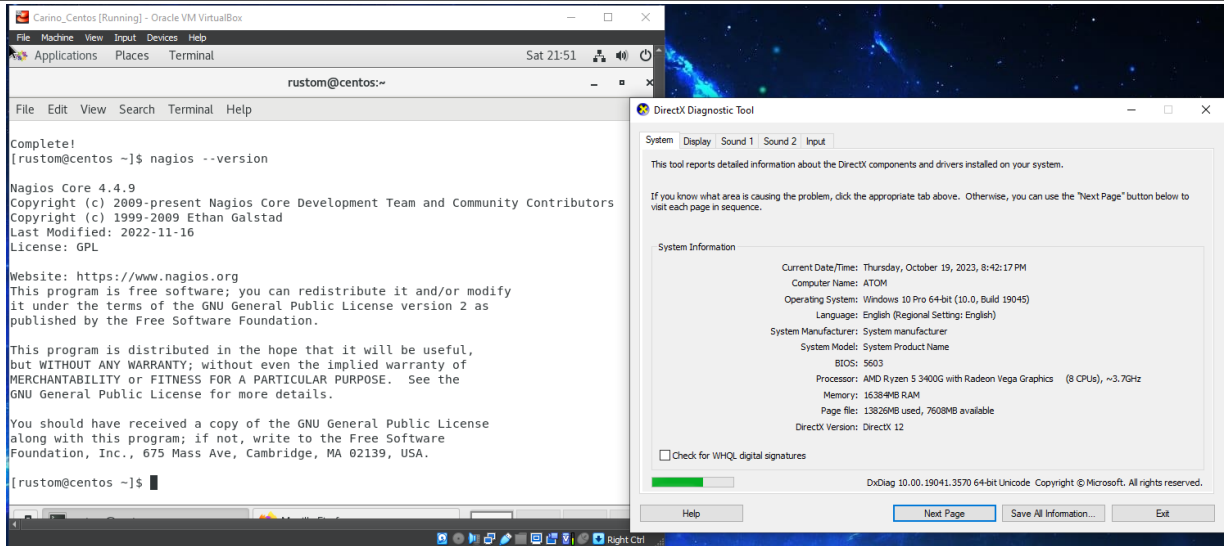 Carino_Centos [Running] - Oracle VM VirtualBox
File Machine View Input Devices Help
Applications Places Terminal Sat 21:51
rustom@centos:~
File Edit View Search Terminal Help
Complete!
[rustom@centos ~]$ nagios --version
Nagios Core 4.4.9
Copyright (c) 2009-present Nagios Core Development Team and Community Contributors
Copyright (c) 1999-2009 Ethan Galstad
Last Modified: 2022-11-16
License: GPL
Website: https://www.nagios.org
This program is free software; you can redistribute it and/or modify
it under the terms of the GNU General Public License version 2 as
published by the Free Software Foundation.
This program is distributed in the hope that it will be useful,
but WITHOUT ANY WARRANTY; without even the implied warranty of
MERCHANTABILITY or FITNESS FOR A PARTICULAR PURPOSE.  See the
GNU General Public License for more details.
You should have received a copy of the GNU General Public License
along with this program; if not, write to the Free Software
Foundation, Inc., 675 Mass Ave, Cambridge, MA 02139, USA.
[rustom@centos ~]$
Right Ctrl
DirectX Diagnostic Tool
System Display Sound 1 Sound 2 Input
This tool reports detailed information about the DirectX components and drivers installed on your system.
If you know what area is causing the problem, click the appropriate tab above.  Otherwise, you can use the "Next Page" button below to
visit each page in sequence.
System Information
Current Date/Time: Thursday, October 19, 2023, 8:42:17 PM
Computer Name: ATOM
Operating System: Windows 10 Pro 64-bit (10.0, Build 19045)
Language: English (Regional Setting: English)
System Manufacturer: System manufacturer
System Model: System Product Name
BIOS: 5603
Processor: AMD Ryzen 5 3400G with Radeon Vega Graphics (8 CPUs), ~3.7GHz
Memory: 16384MB RAM
Page file: 13826MB used, 7608MB available
DirectX Version: DirectX 12
Check for WHQL digital signatures
DxDiag 10.00.19041.3570 64-bit Unicode Copyright © Microsoft. All rights reserved.
Help Next Page Save All Information... Exit